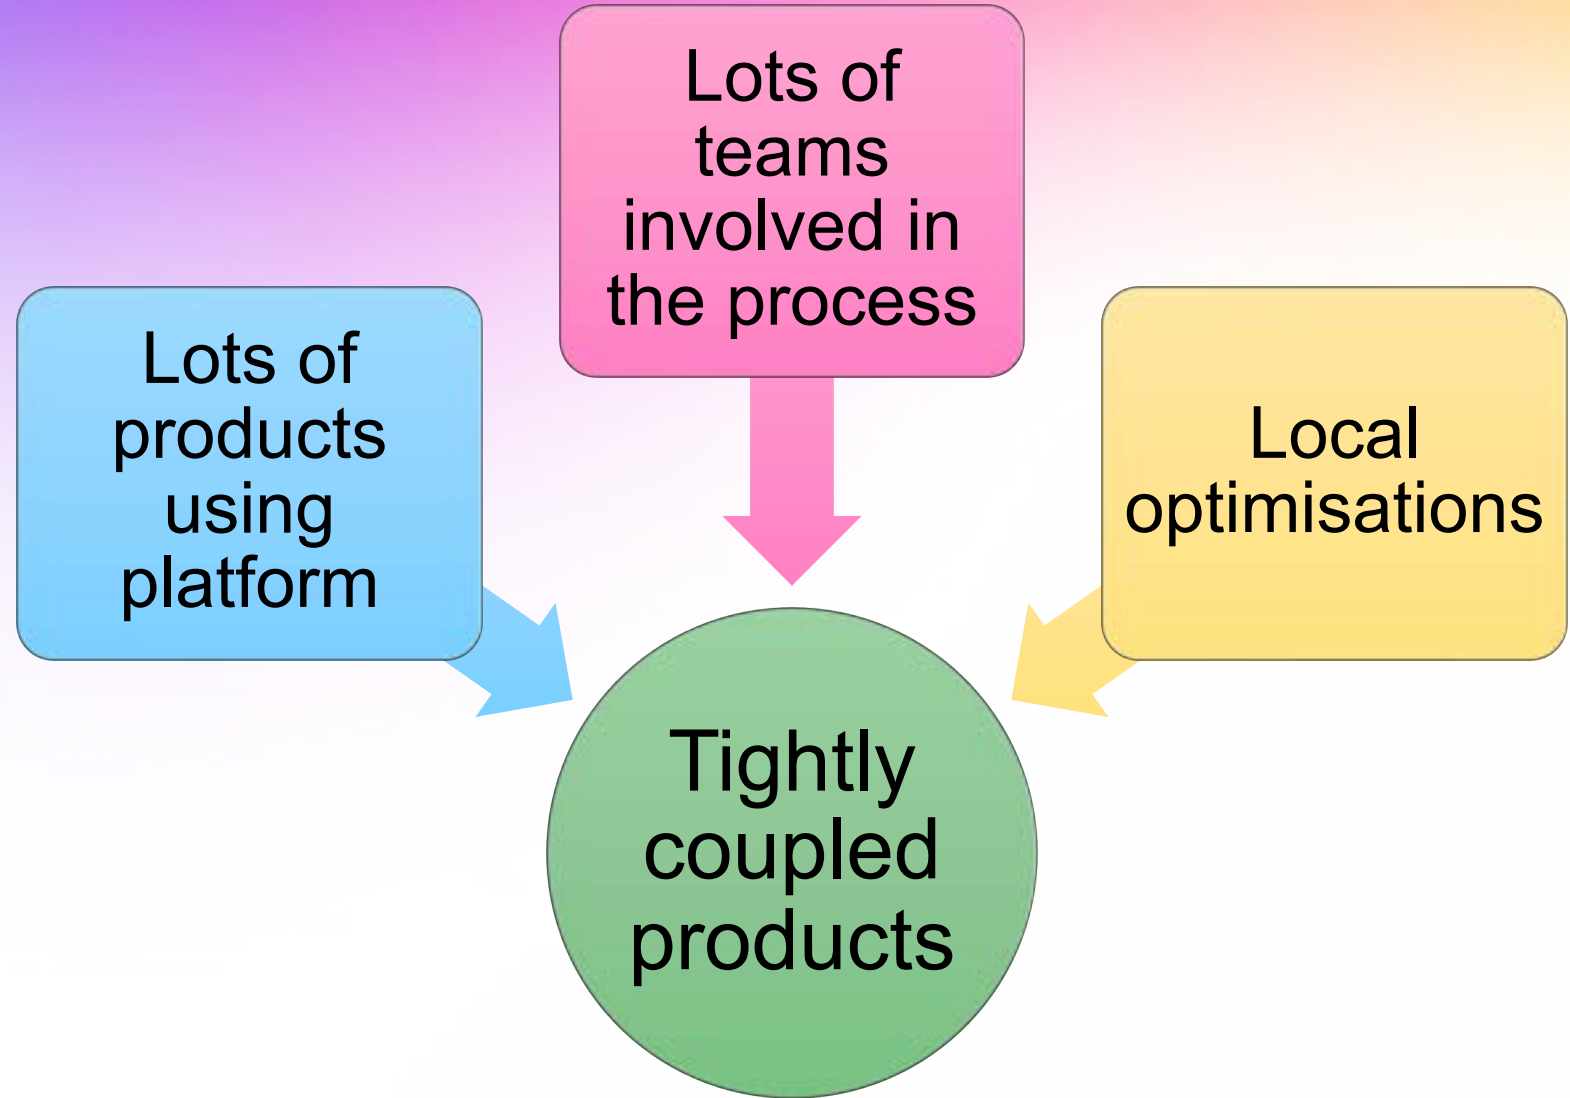 Lots of
teams
involved in
the process
Lots of
products
using
platform
Local
optimisations
Tightly
coupled
products